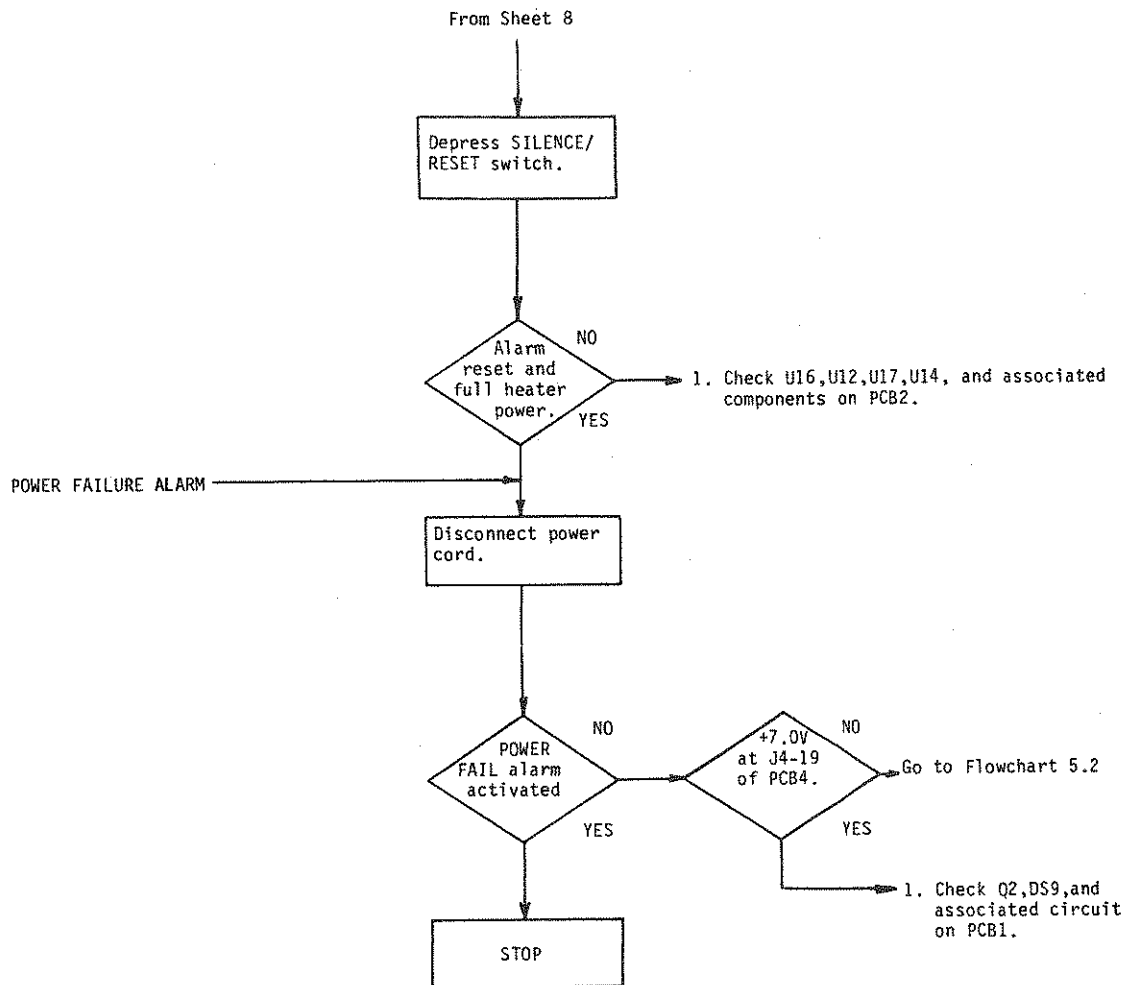 From Sheet 8
Depress SILENCE/
RESET switch.
NO
Alarm
reset and
full heater
power.
1. Check U16,U12,U17,U14, and associated
components on PCB2.
YES
POWER FAILURE ALARM
Disconnect power
cord.
NO
POWER
FAIL alarm
activated
YES
NO
+7.0V
at J4-19
of PCB4.
Go to Flowchart 5.2
YES
1. Check Q2,DS9,and
associated circuit
on PCB1.
STOP